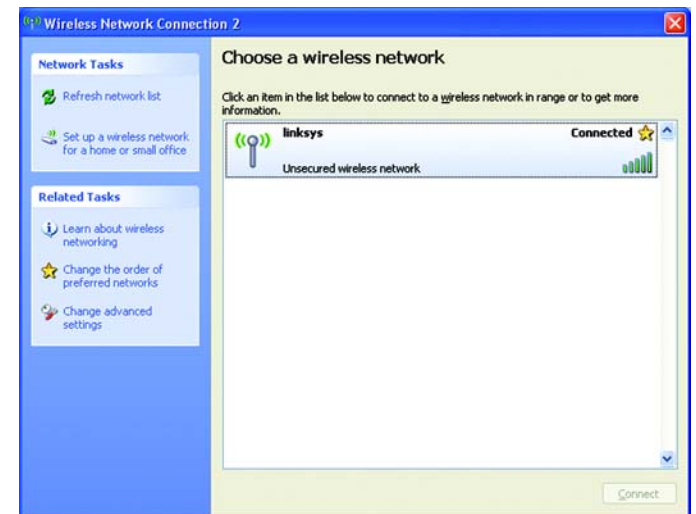 Wireless Network Connection 2
Network Tasks
Refresh network list
Set up a wireless network
for a home or small office
Related Tasks
Learn about wireless
networking
Change the order of
preferred networks
Change advanced
settings
Choose a wireless network
Click an item in the list below to connect to a wireless network in range or to get more
information.
linksys
Connected
Unsecured wireless network
Connect